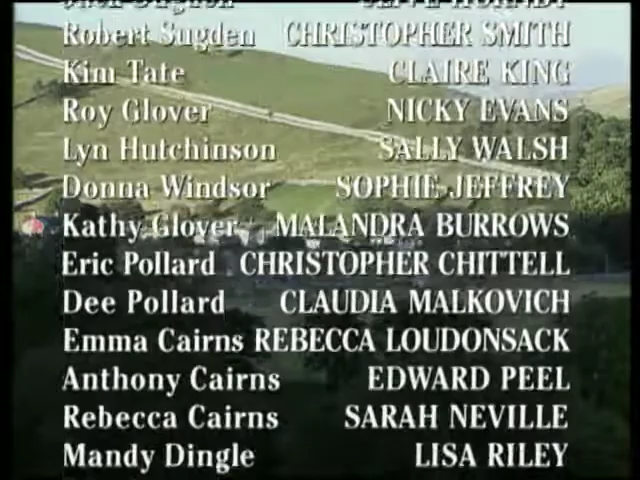 Robert Sugden CHRISTOPHER SMITH
Kim Tate CLAIRE KING
Roy Glover NICKY EVANS
Lyn Hutchinson SALLY WALSH
Donna Windsor SOPHIE JEFFREY
Kathy Glover MALANDRA BURROWS
Eric Pollard CHRISTOPHER CHITTELL
Dee Pollard CLAUDIA MALKOVICH
Emma Cairns REBECCA LOUDONSACK
Anthony Cairns EDWARD PEEL
Rebecca Cairns SARAH NEVILLE
Mandy Dingle LISA RILEY